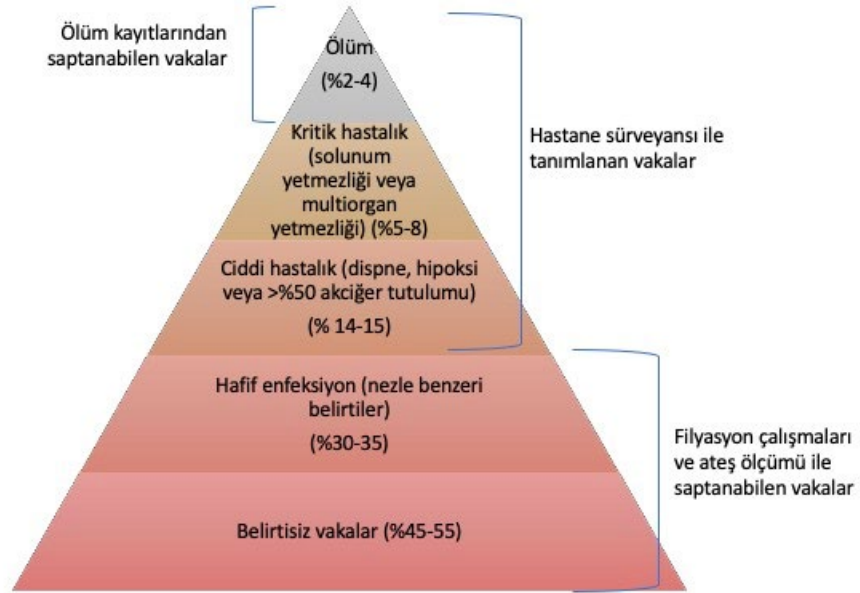 Ölüm kayıtlarından
saptanabilen vakalar
Ölüm
(%2-4)
Kritik hastalık
(solunum
yetmezliği veya
multiorgan
yetmezliği) (%5-8)
Hastane sürveyansı ile
tanımlanan vakalar
Ciddi hastalık (dispne, hipoksi
veya >%50 akciğer tutulumu)
(% 14-15)
Hafif enfeksiyon (nezle benzeri
belirtiler)
(%30-35)
Filyasyon çalışmaları
ve ateş ölçümü ile
saptanabilen vakalar
Belirtisiz vakalar (%45-55)